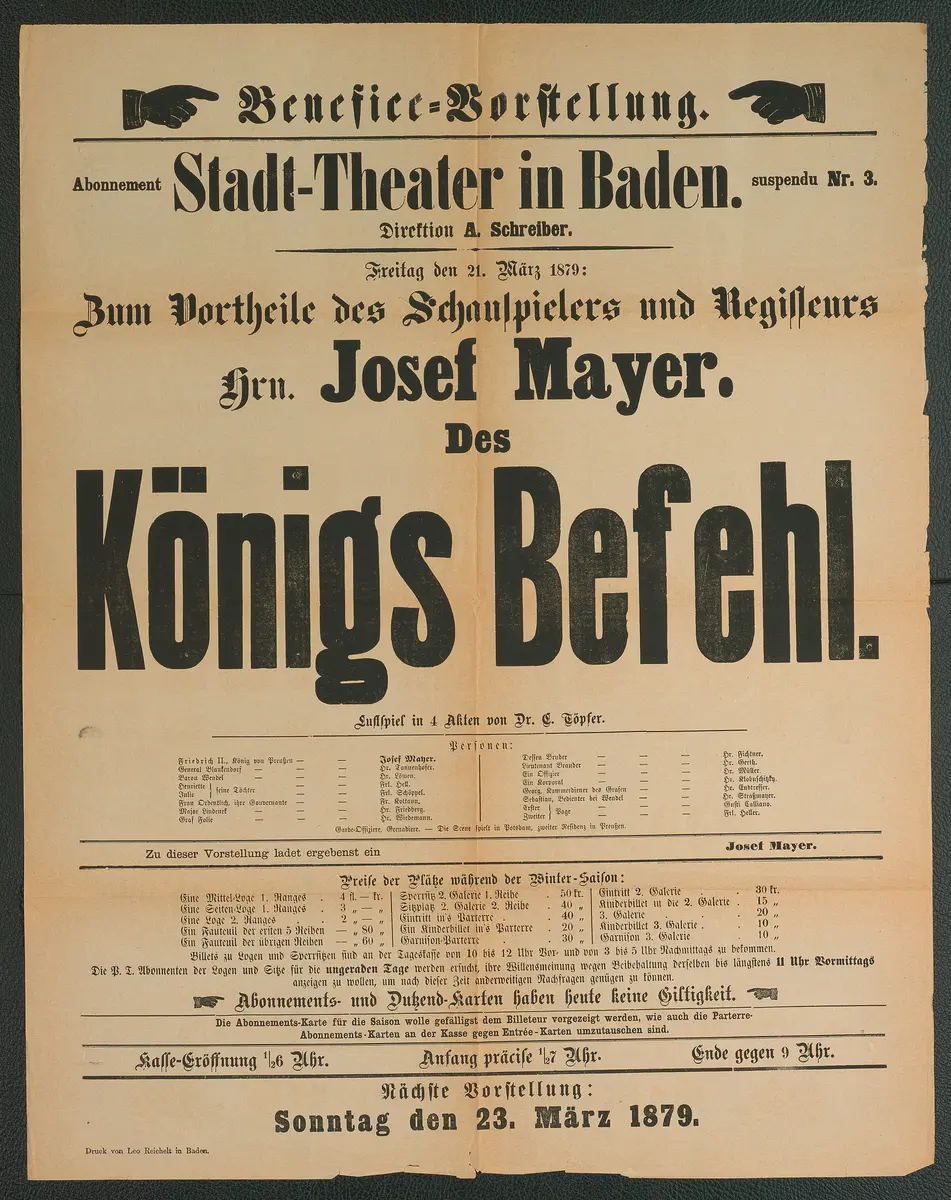 Benefice-Vorstellung.
Abonnement Stadt-Theater in Baden. suspendu Nr. 3.
Direktion A. Schreiber.
Freitag den 21. März 1879:
Zum Vortheile des Schauspielers und Regisseurs
Hrn. Josef Mayer.
Des
Königs Befehl.
Lustspiel in 4 Akten von Dr. C. Töpfer.
Personen:
Friedrich II., König von Preußen — — Josef Mayer.
General Blankendorf — — Hr. Tannenhofer.
Baron Wendel — — Hr. Löwen.
Henriette } seine Töchter — — Frl. Hell.
Julie } — — Frl. Schöppel.
Frau Ordentlich, ihre Gouvernante — — Fr. Kottaun.
Major Lindeneck — — Hr. Friedberg.
Graf Folie — — Hr. Wiedemann.
Dessen Bruder — — — Hr. Fichtner.
Lieutenant Bruder — — — Hr. Gerth.
Ein Offizier — — — Hr. Müller.
Ein Korporal — — — Hr. Klobuschitzky.
Georg, Kammerdiener des Grafen — — Hr. Endtresser.
Sebastian, Bedienter bei Wendel — — Hr. Straßmayer.
Erster } Page — — — Gusti Calliano.
Zweiter } — — — Frl. Heller.
Garde-Offiziere. Grenadiere. — Die Scene spielt in Potsdam, zweiter Residenz in Preußen.
Zu dieser Vorstellung ladet ergebenst ein Josef Mayer.
Preise der Plätze während der Winter-Saison:
Eine Mittel-Loge 1. Ranges . 4 fl. — kr.
Eine Seiten-Loge 1. Ranges . 3 „ — „
Eine Loge 2. Ranges . . 2 „ — „
Ein Fauteuil der ersten 5 Reihen — „ 80 „
Ein Fauteuil der übrigen Reihen — „ 60 „
Sperrsitz 2. Galerie 1. Reihe . 50 kr.
Sitzplatz 2. Galerie 2. Reihe . 40 „
Eintritt in's Parterre . . 40 „
Ein Kinderbillet in's Parterre . 20 „
Garnison-Parterre . . 30 „
Eintritt 2. Galerie . . 30 kr.
Kinderbillet in die 2. Galerie . 15 „
3. Galerie . . . 20 „
Kinderbillet 3. Galerie . . 10 „
Garnison 3. Galerie . . 10 „
Billets zu Logen und Sperrsitzen sind an der Tageskasse von 10 bis 12 Uhr Vor- und von 3 bis 5 Uhr Nachmittags zu bekommen.
Die P. T. Abonnenten der Logen und Sitze für die ungeraden Tage werden ersucht, ihre Willensmeinung wegen Beibehaltung derselben bis längstens 11 Uhr Vormittags
anzeigen zu wollen, um nach dieser Zeit anderweitigen Nachfragen genügen zu können.
Abonnements- und Dutzend-Karten haben heute keine Giltigkeit.
Die Abonnements-Karte für die Saison wolle gefälligst dem Billeteur vorgezeigt werden, wie auch die Parterre-
Abonnements-Karten an der Kasse gegen Entrée-Karten umzutauschen sind.
Kasse-Eröffnung 1/2 6 Uhr. Anfang präcise 1/2 7 Uhr. Ende gegen 9 Uhr.
Nächste Vorstellung:
Sonntag den 23. März 1879.
Druck von Leo Reichelt in Baden.